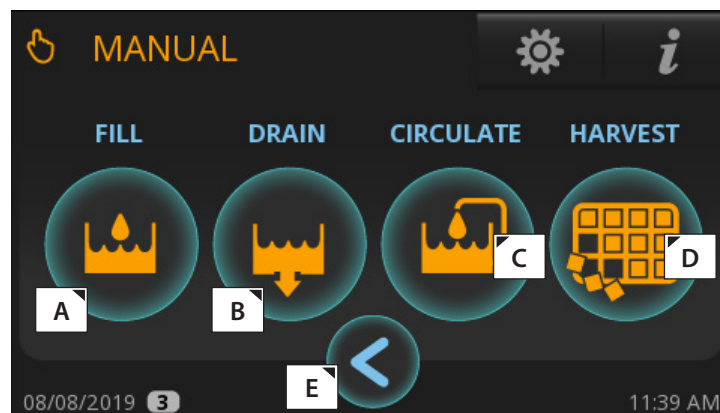 MANUAL i
FILL DRAIN CIRCULATE HARVEST
A B C D
E
08/08/2019 3 11:39 AM